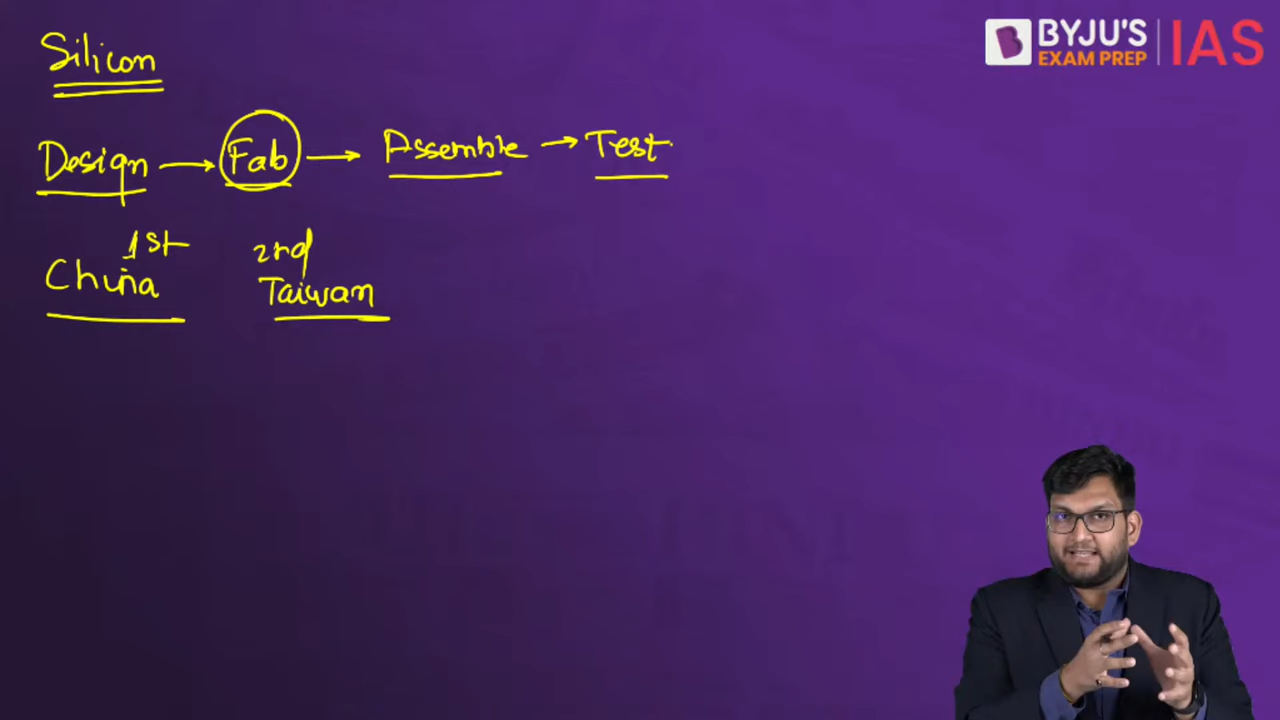 Silicon
BYJU'S
EXAM PREP
IAS
Design → Fab → Assemble → Test
1st 2nd
China Taiwan